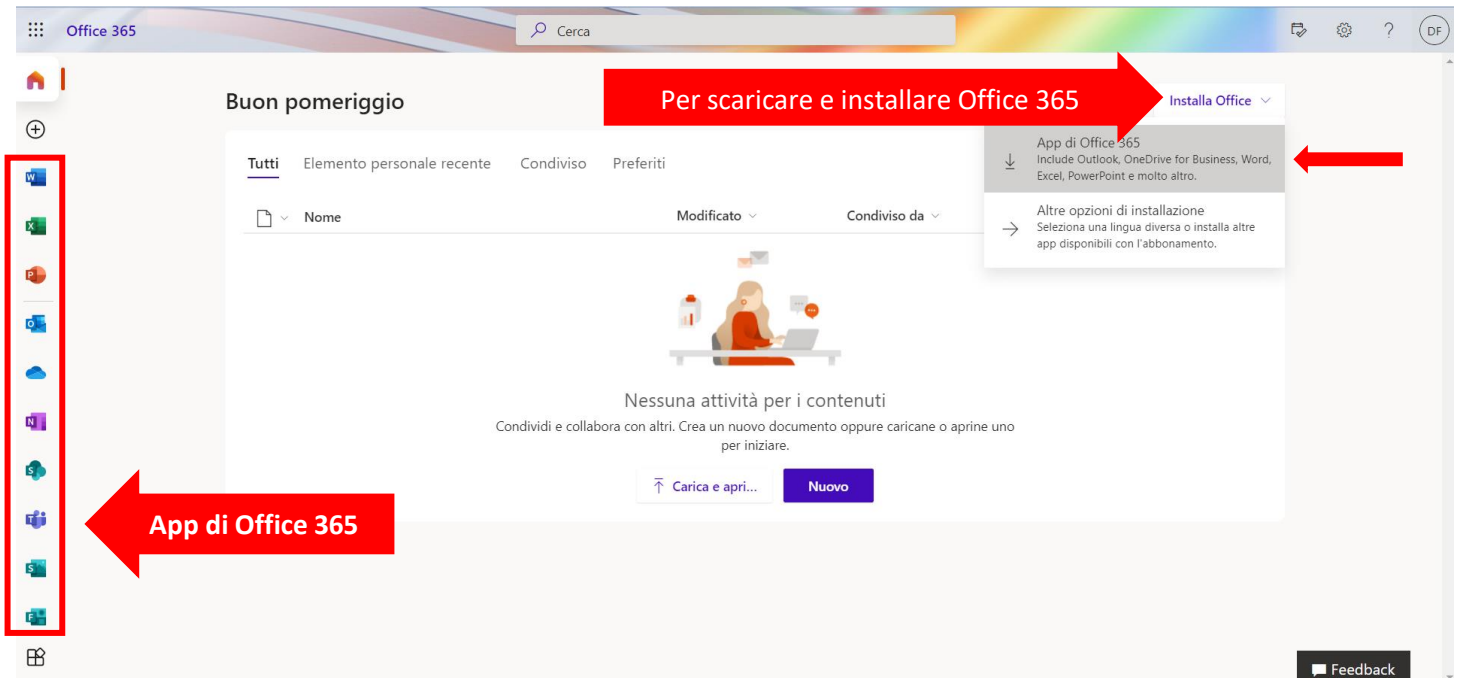 Office 365
Cerca
DF
Buon pomeriggio
Per scaricare e installare Office 365
Installa Office
Tutti Elemento personale recente Condiviso Preferiti
App di Office 365
Include Outlook, OneDrive for Business, Word,
Excel, PowerPoint e molto altro.
Nome Modificato Condiviso da
Altre opzioni di installazione
Seleziona una lingua diversa o installa altre
app disponibili con l'abbonamento.
W
X
P
O
N
S
T
S
F
Nessuna attività per i contenuti
Condividi e collabora con altri. Crea un nuovo documento oppure caricane o aprine uno
per iniziare.
Carica e apri... Nuovo
App di Office 365
Feedback